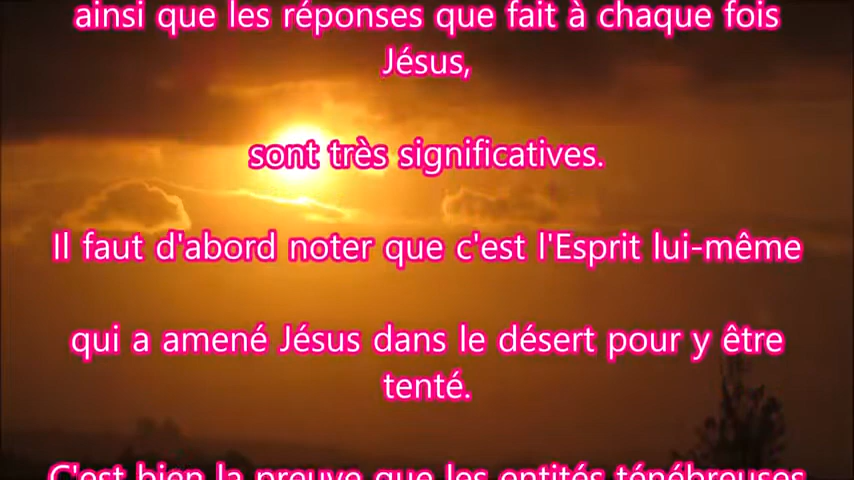 ainsi que les réponses que fait à chaque fois
Jésus,
sont très significatives.
Il faut d'abord noter que c'est l'Esprit lui-même
qui a amené Jésus dans le désert pour y être
tenté.
C'est bien la preuve que les entités ténébreuses